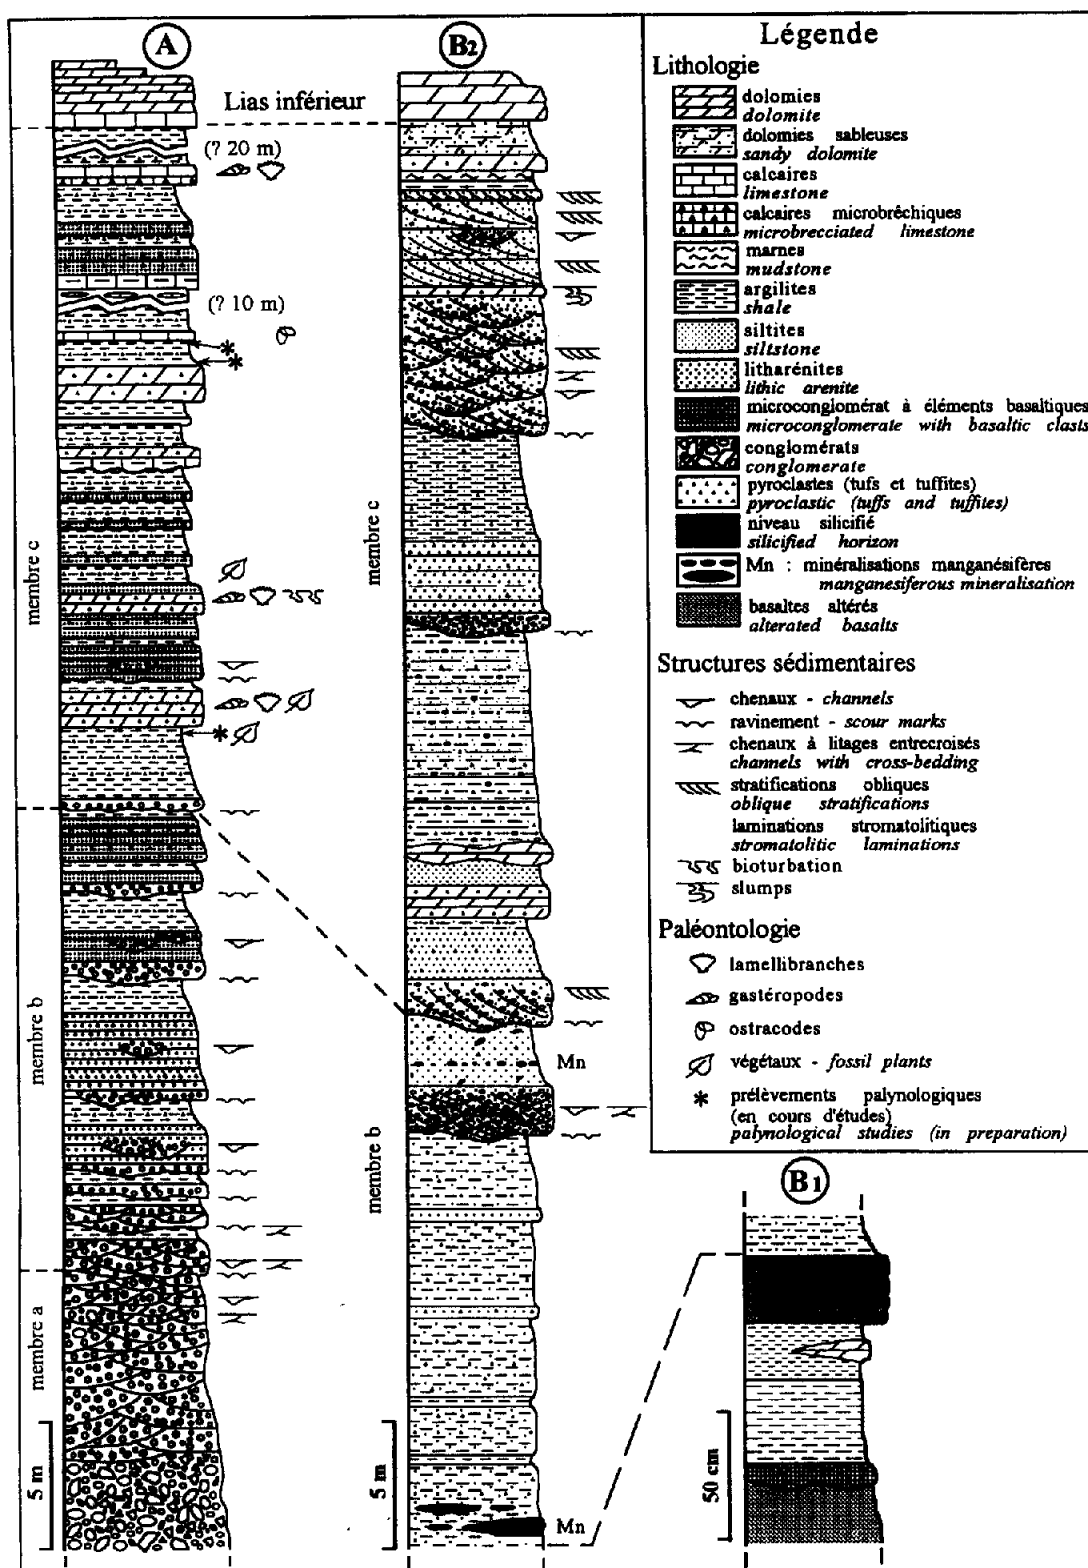 A
B2
Lias inférieur
(? 20 m)
(? 10 m)
membre c
membre b
membre a
5 m
membre c
membre b
Mn
Mn
5 m
Légende
Lithologie
dolomies
dolomite
dolomies sableuses
sandy dolomite
calcaires
limestone
calcaires microbréchiques
microbrecciated limestone
marnes
mudstone
argilites
shale
siltites
siltstone
litharénites
lithic arenite
microconglomérat à éléments basaltiques
microconglomerate with basaltic clasts
conglomérats
conglomerate
pyroclastes (tufs et tuffites)
pyroclastic (tuffs and tuffites)
niveau silicifié
silicified horizon
Mn : minéralisations manganésifères
manganesiferous mineralisation
basaltes altérés
alterated basalts
Structures sédimentaires
chenaux - channels
ravinement - scour marks
chenaux à litages entrecroisés
channels with cross-bedding
stratifications obliques
oblique stratifications
laminations stromatolitiques
stromatolitic laminations
bioturbation
slumps
Paléontologie
lamellibranches
gastéropodes
ostracodes
végétaux - fossil plants
prélèvements palynologiques
(en cours d'études)
palynological studies (in preparation)
B1
50 cm